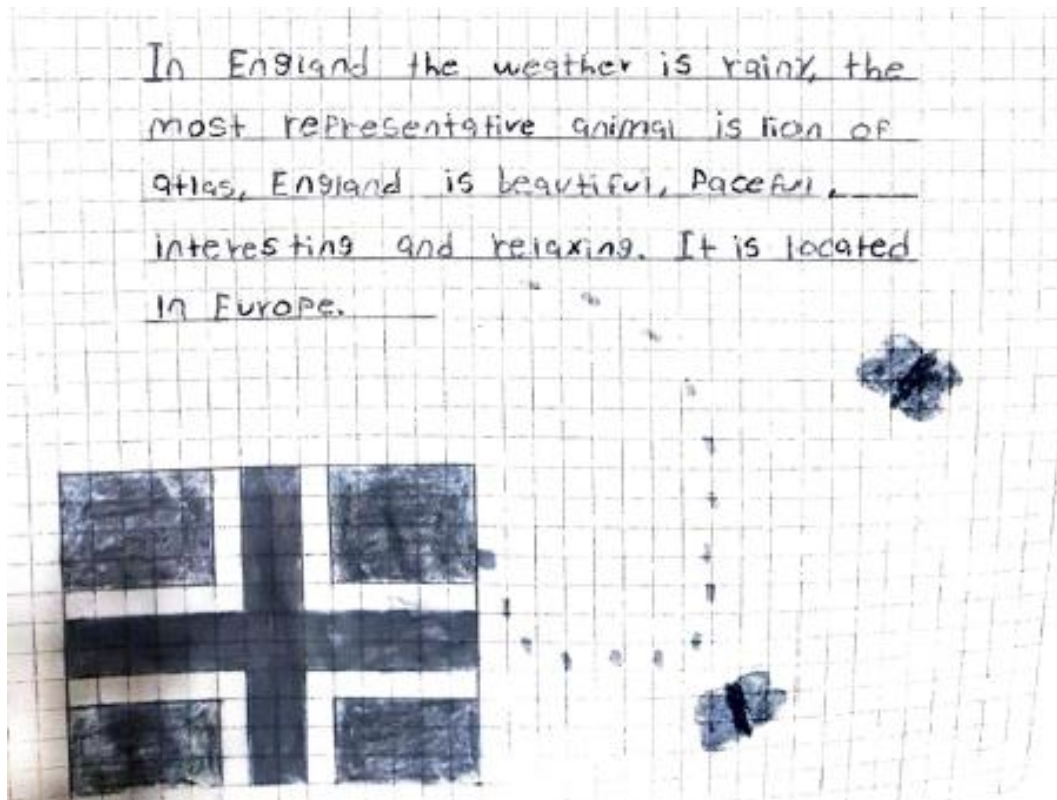 In England the weather is rainy, the
most representative animal is lion of
atlas, England is beautiful, Paceful,
interesting and relaxing. It is located
in Europe.